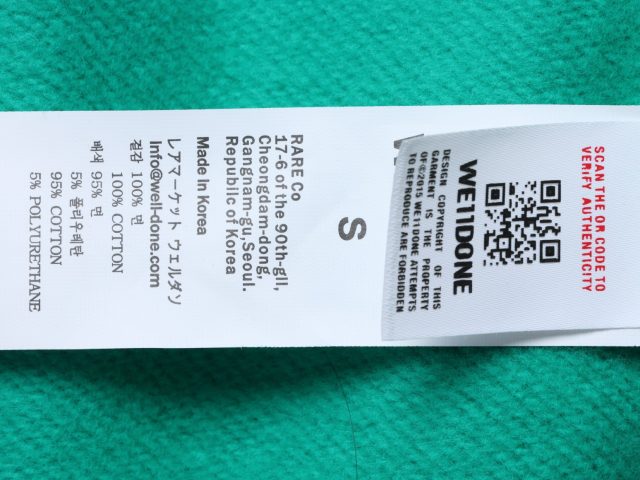 SCAN THE QR CODE TO
VERIFY AUTHENTICITY
WE11DONE
DESIGN COPYRIGHT OF THIS
GARMENT IS THE PROPERTY
OF©2015 WE11DONE ATTEMPTS
TO REPRODUCE ARE FORBIDDEN
S
RARE Co
17-6 of the 90th-gil,
Cheongdam-dong,
Gangnam-gu,Seoul.
Republic of Korea
Made In Korea
レアマーケット ウェルダソ
Info@well-done.com
겉감 100% 면
100% COTTON
배색 95% 면
5% 폴리우레탄
95% COTTON
5% POLYURETHANE